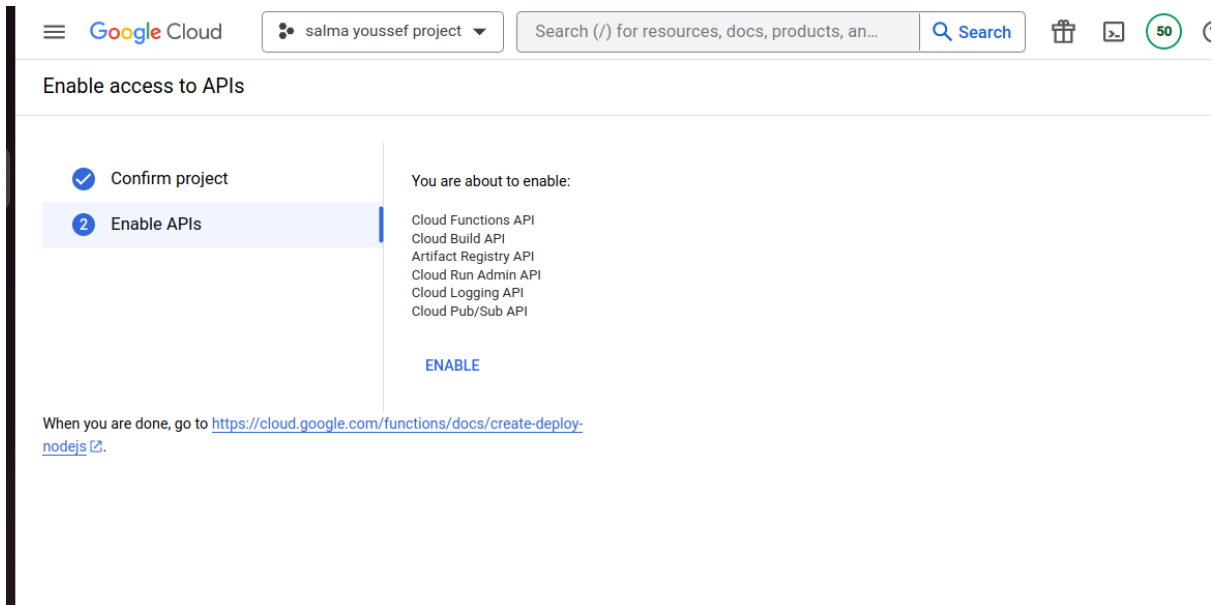 Google Cloud
salma youssef project
Search (/) for resources, docs, products, an...
Search
50
Enable access to APIs
Confirm project
You are about to enable:
2
Enable APIs
Cloud Functions API
Cloud Build API
Artifact Registry API
Cloud Run Admin API
Cloud Logging API
Cloud Pub/Sub API
ENABLE
When you are done, go to https://cloud.google.com/functions/docs/create-deploy-
nodejs.